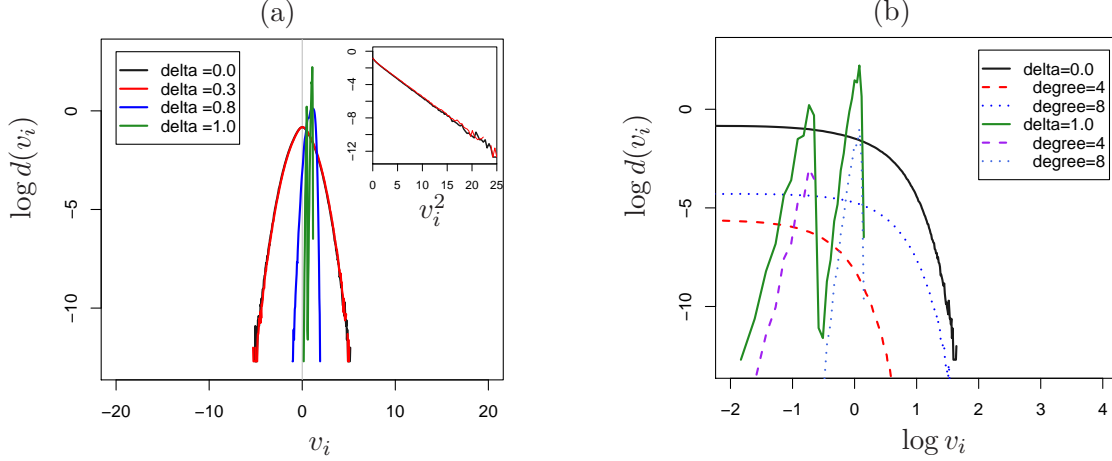 (a)
delta =0.0
delta =0.3
delta =0.8
delta =1.0
0
−4
−8
−12
0 5 10 15 20 25
v_i^2
0
−5
−10
−20 −10 0 10 20
log d(v_i)
v_i
(b)
delta=0.0
degree=4
degree=8
delta=1.0
degree=4
degree=8
0
−5
−10
−2 −1 0 1 2 3 4
log d(v_i)
log v_i